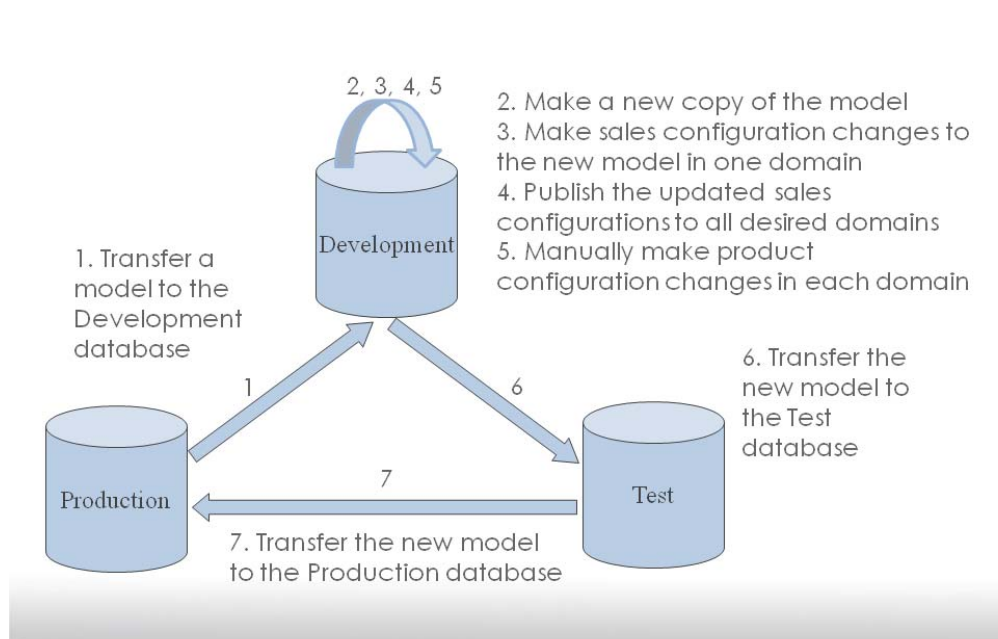 2, 3, 4, 5
2. Make a new copy of the model
3. Make sales configuration changes to
the new model in one domain
4. Publish the updated sales
configurations to all desired domains
5. Manually make product
configuration changes in each domain
Development
1. Transfer a
model to the
Development
database
1
6
6. Transfer the
new model to
the Test
database
Production
7
Test
7. Transfer the new model
to the Production database